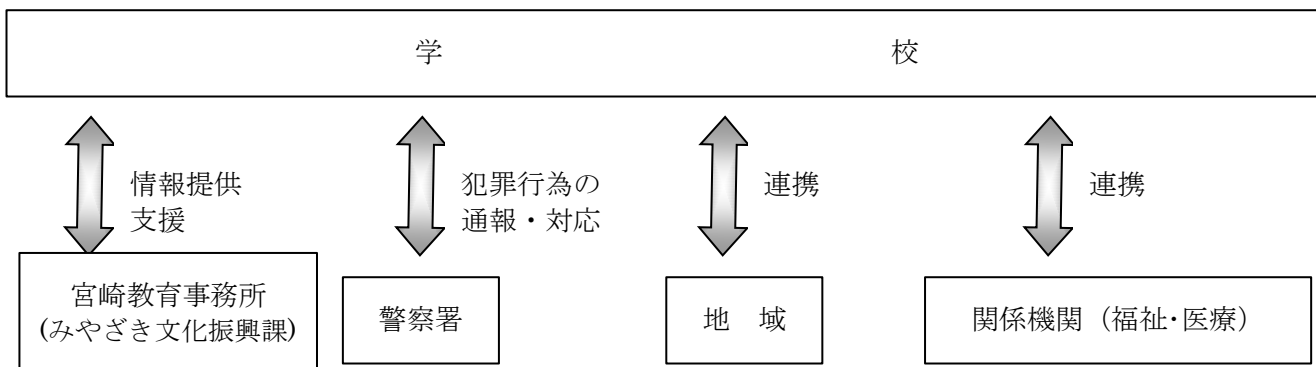 学 校
情報提供
支援
犯罪行為の
通報・対応
連携
連携
宮崎教育事務所
(みやざき文化振興課)
警察署
地 域
関係機関（福祉･医療）